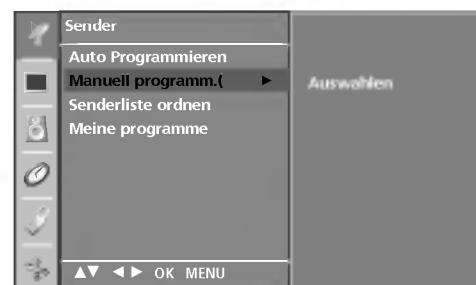 Sender
Auto Programmieren
Manuell programm.( ►
Auswahlen
Senderliste ordnen
Meine programme
▲▼ ◄ ► OK MENU